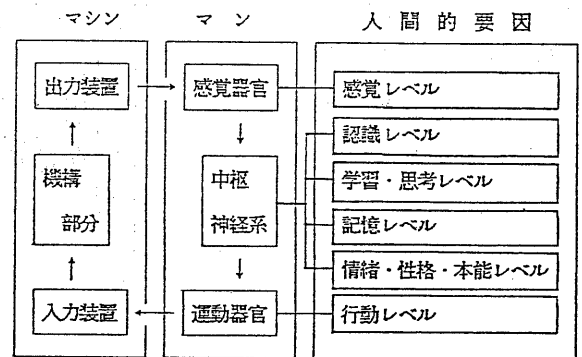 マシン
マン
人間的要因
出力装置
感覚器官
感覚レベル
認識レベル
機構
部分
中枢
神経系
学習・思考レベル
記憶レベル
情緒・性格・本能レベル
入力装置
運動器官
行動レベル